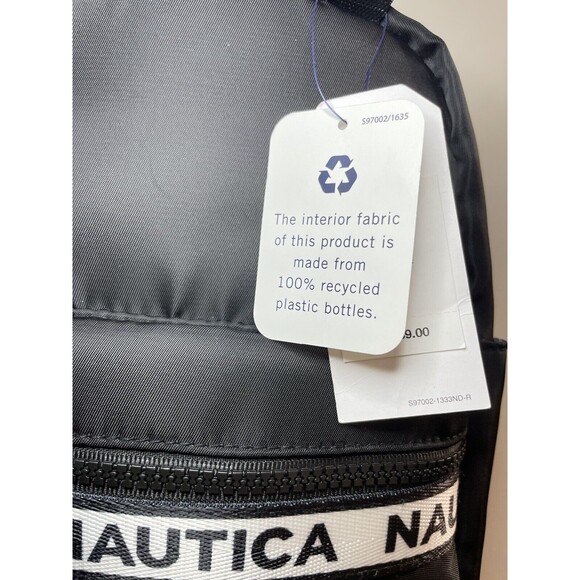 S97002/1635
The interior fabric
of this product is
made from
100% recycled
plastic bottles.
9.00
S97002-1333ND-R
NAUTICA NAU